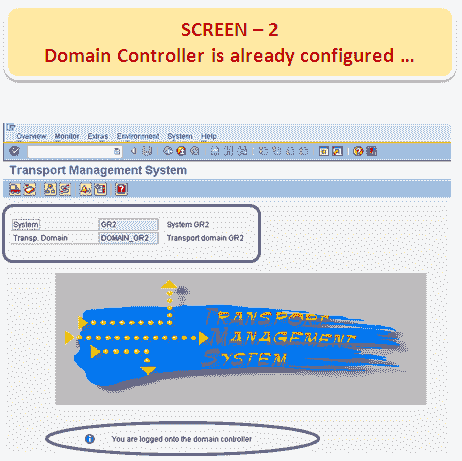 SCREEN – 2
Domain Controller is already configured ...
Overview Monitor Extras Environment System Help
Transport Management System
System GR2 System GR2
Transp. Domain DOMAIN_GR2 Transport domain GR2
TRANSPORT
MANAGEMENT
SYSTEM
You are logged onto the domain controller